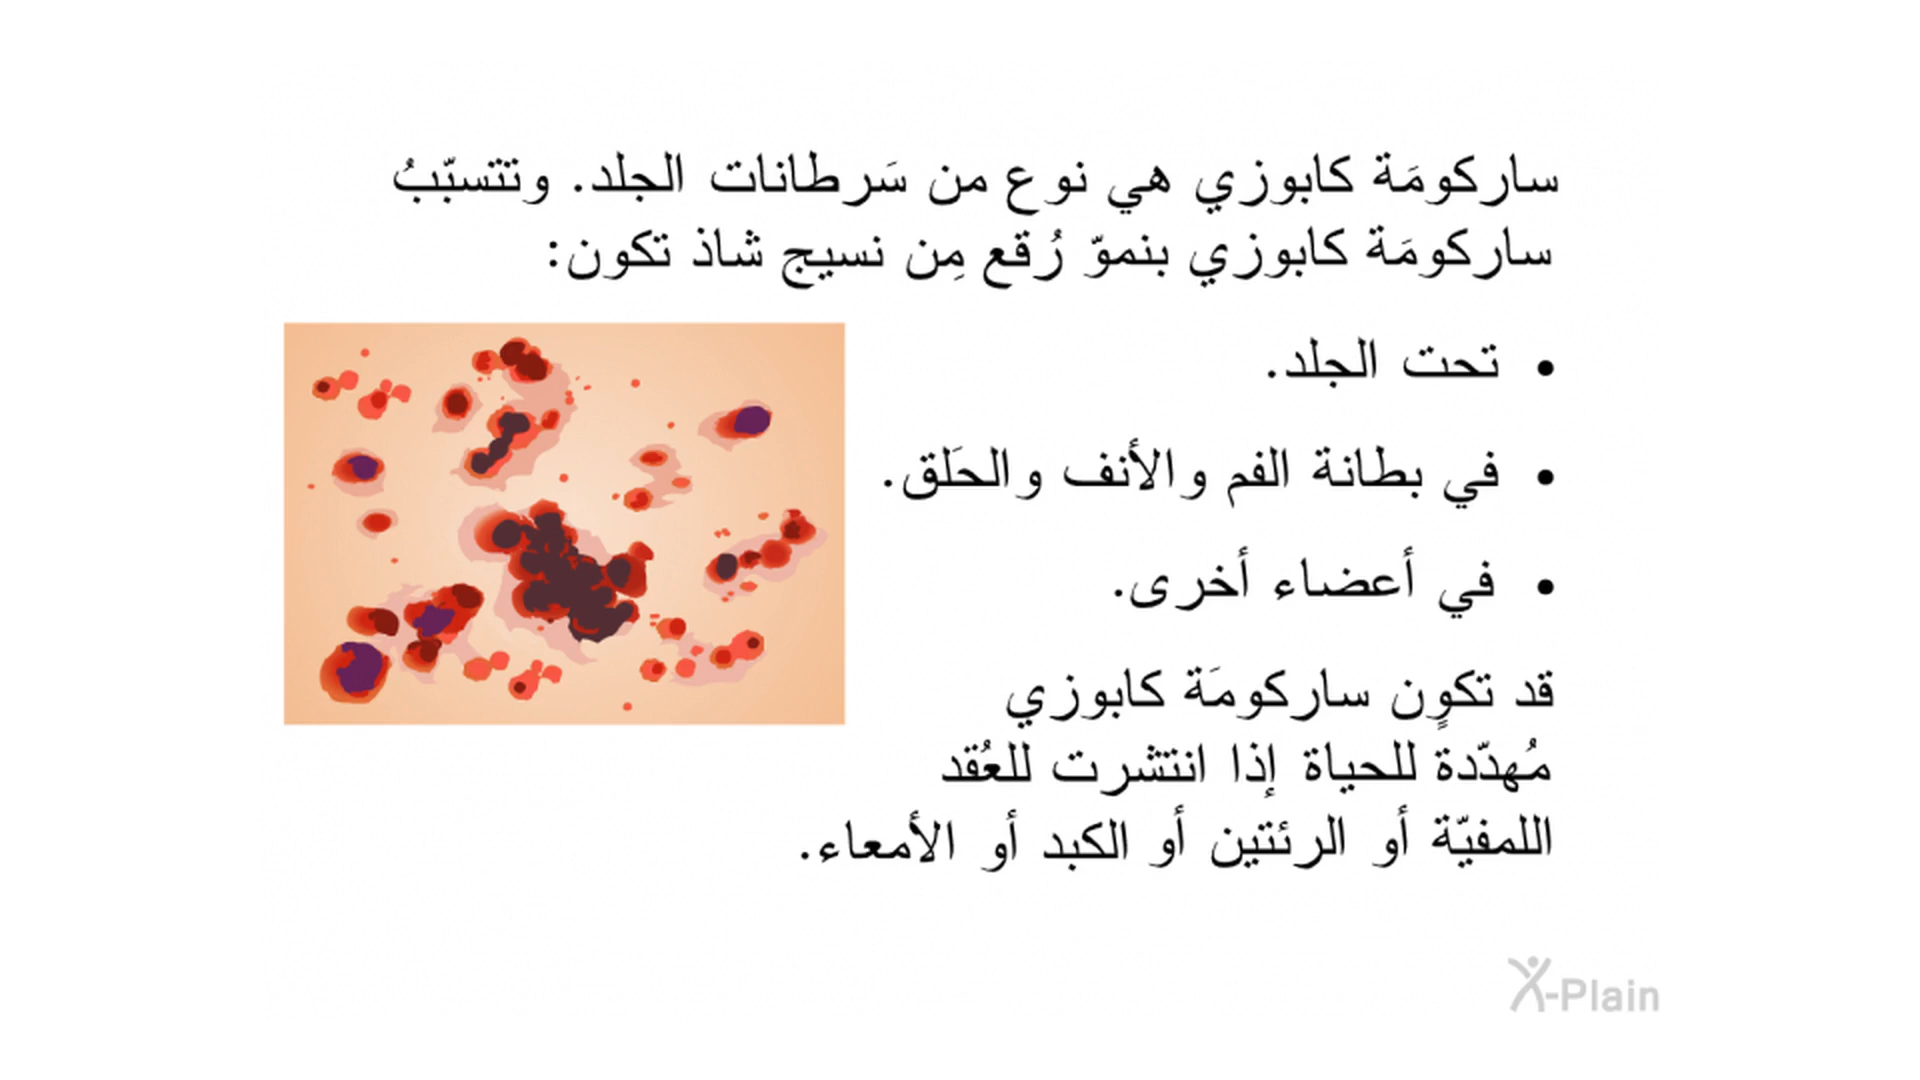 ساركومَة كابوزي هي نوع من سَرطانات الجلد. وتتسبّبُ
ساركومَة كابوزي بنموّ رُقع مِن نسيج شاذ تكون:
• تحت الجلد.
• في بطانة الفم والأنف والحَلق.
• في أعضاء أخرى.
قد تكون ساركومَة كابوزي
مُهدّدةً للحياة إذا انتشرت للعُقد
اللمفيّة أو الرئتين أو الكبد أو الأمعاء.
X-Plain